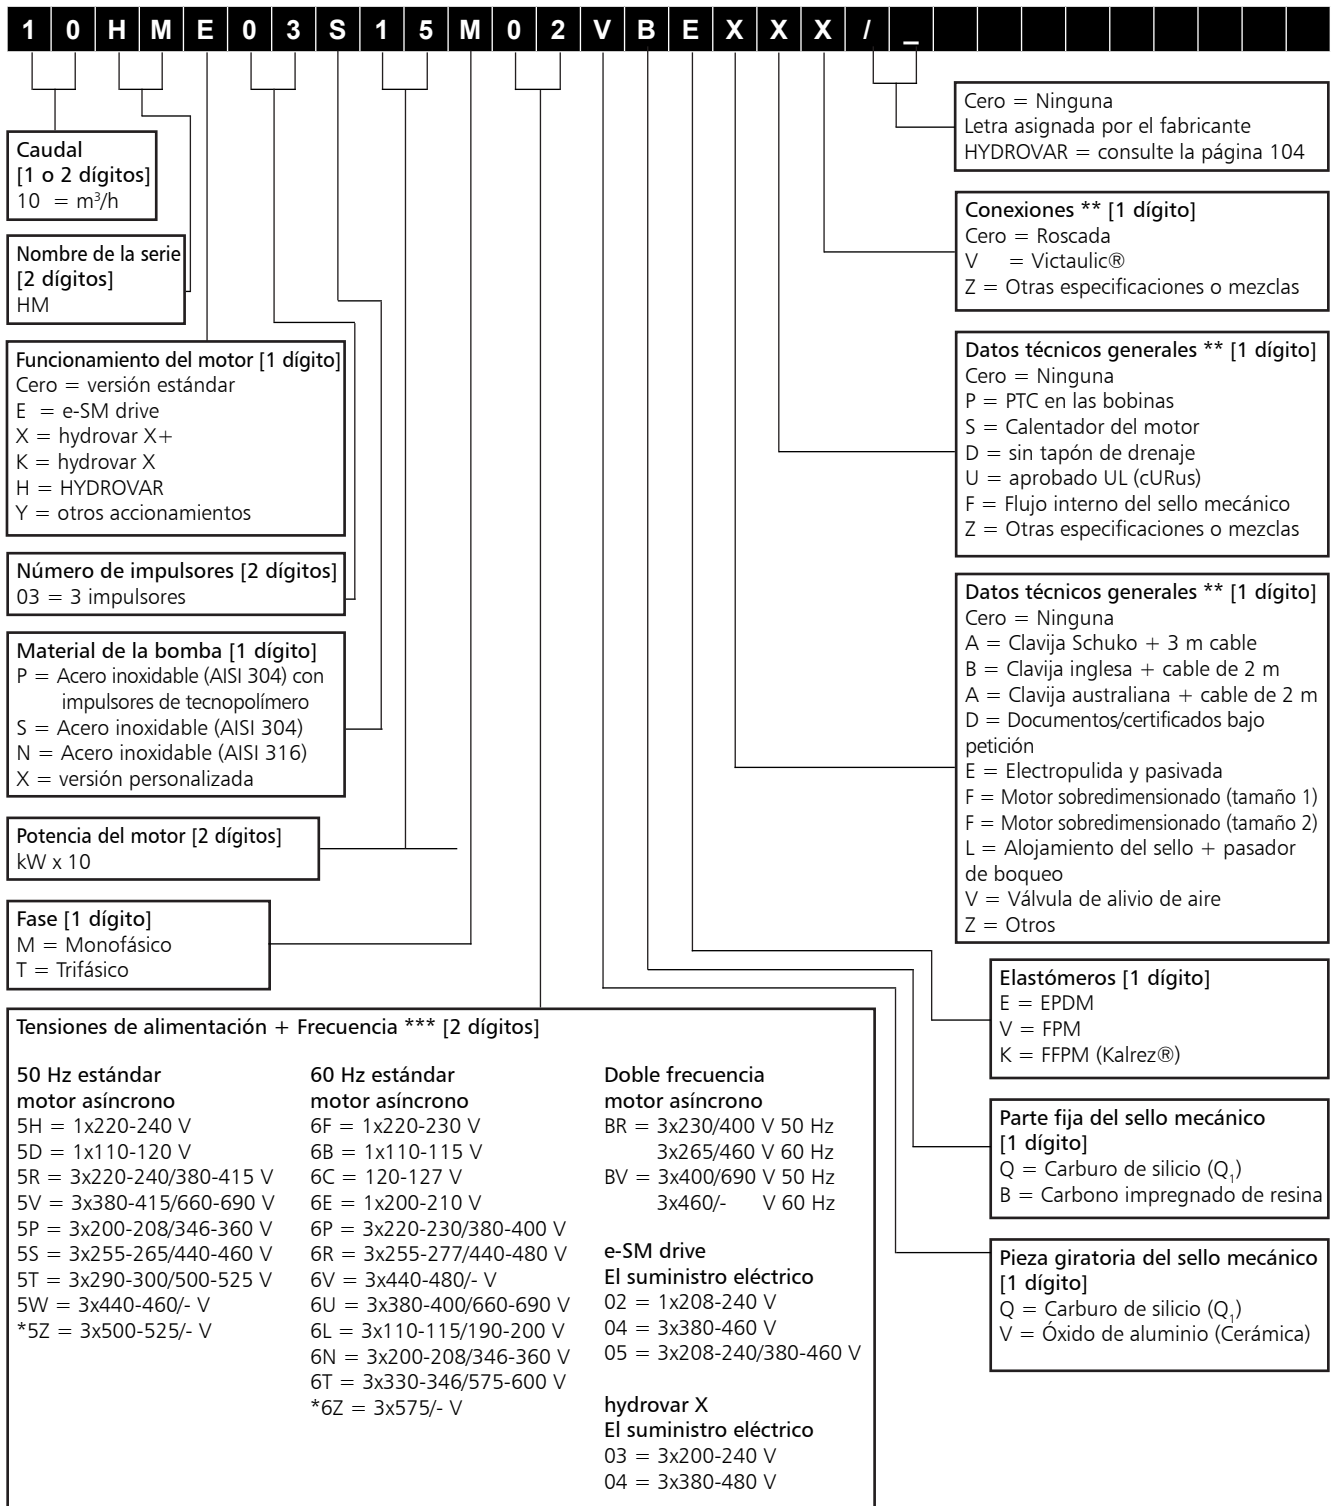 1 0 H M E 0 3 S 1 5 M 0 2 V B E X X X / _
Caudal
[1 o 2 dígitos]
10 = m³/h
Nombre de la serie
[2 dígitos]
HM
Funcionamiento del motor [1 dígito]
Cero = versión estándar
E = e-SM drive
X = hydrovar X+
K = hydrovar X
H = HYDROVAR
Y = otros accionamientos
Número de impulsores [2 dígitos]
03 = 3 impulsores
Material de la bomba [1 dígito]
P = Acero inoxidable (AISI 304) con
impulsores de tecnopolímero
S = Acero inoxidable (AISI 304)
N = Acero inoxidable (AISI 316)
X = versión personalizada
Potencia del motor [2 dígitos]
kW x 10
Fase [1 dígito]
M = Monofásico
T = Trifásico
Tensiones de alimentación + Frecuencia *** [2 dígitos]
50 Hz estándar
motor asíncrono
5H = 1x220-240 V
5D = 1x110-120 V
5R = 3x220-240/380-415 V
5V = 3x380-415/660-690 V
5P = 3x200-208/346-360 V
5S = 3x255-265/440-460 V
5T = 3x290-300/500-525 V
5W = 3x440-460/- V
*5Z = 3x500-525/- V
60 Hz estándar
motor asíncrono
6F = 1x220-230 V
6B = 1x110-115 V
6C = 120-127 V
6E = 1x200-210 V
6P = 3x220-230/380-400 V
6R = 3x255-277/440-480 V
6V = 3x440-480/- V
6U = 3x380-400/660-690 V
6L = 3x110-115/190-200 V
6N = 3x200-208/346-360 V
6T = 3x330-346/575-600 V
*6Z = 3x575/- V
Doble frecuencia
motor asíncrono
BR = 3x230/400 V 50 Hz
3x265/460 V 60 Hz
BV = 3x400/690 V 50 Hz
3x460/- V 60 Hz
e-SM drive
El suministro eléctrico
02 = 1x208-240 V
04 = 3x380-460 V
05 = 3x208-240/380-460 V
hydrovar X
El suministro eléctrico
03 = 3x200-240 V
04 = 3x380-480 V
Cero = Ninguna
Letra asignada por el fabricante
HYDROVAR = consulte la página 104
Conexiones ** [1 dígito]
Cero = Roscada
V = Victaulic®
Z = Otras especificaciones o mezclas
Datos técnicos generales ** [1 dígito]
Cero = Ninguna
P = PTC en las bobinas
S = Calentador del motor
D = sin tapón de drenaje
U = aprobado UL (cURus)
F = Flujo interno del sello mecánico
Z = Otras especificaciones o mezclas
Datos técnicos generales ** [1 dígito]
Cero = Ninguna
A = Clavija Schuko + 3 m cable
B = Clavija inglesa + cable de 2 m
A = Clavija australiana + cable de 2 m
D = Documentos/certificados bajo
petición
E = Electropulida y pasivada
F = Motor sobredimensionado (tamaño 1)
F = Motor sobredimensionado (tamaño 2)
L = Alojamiento del sello + pasador
de boqueo
V = Válvula de alivio de aire
Z = Otros
Elastómeros [1 dígito]
E = EPDM
V = FPM
K = FFPM (Kalrez®)
Parte fija del sello mecánico
[1 dígito]
Q = Carburo de silicio (Q₁)
B = Carbono impregnado de resina
Pieza giratoria del sello mecánico
[1 dígito]
Q = Carburo de silicio (Q₁)
V = Óxido de aluminio (Cerámica)